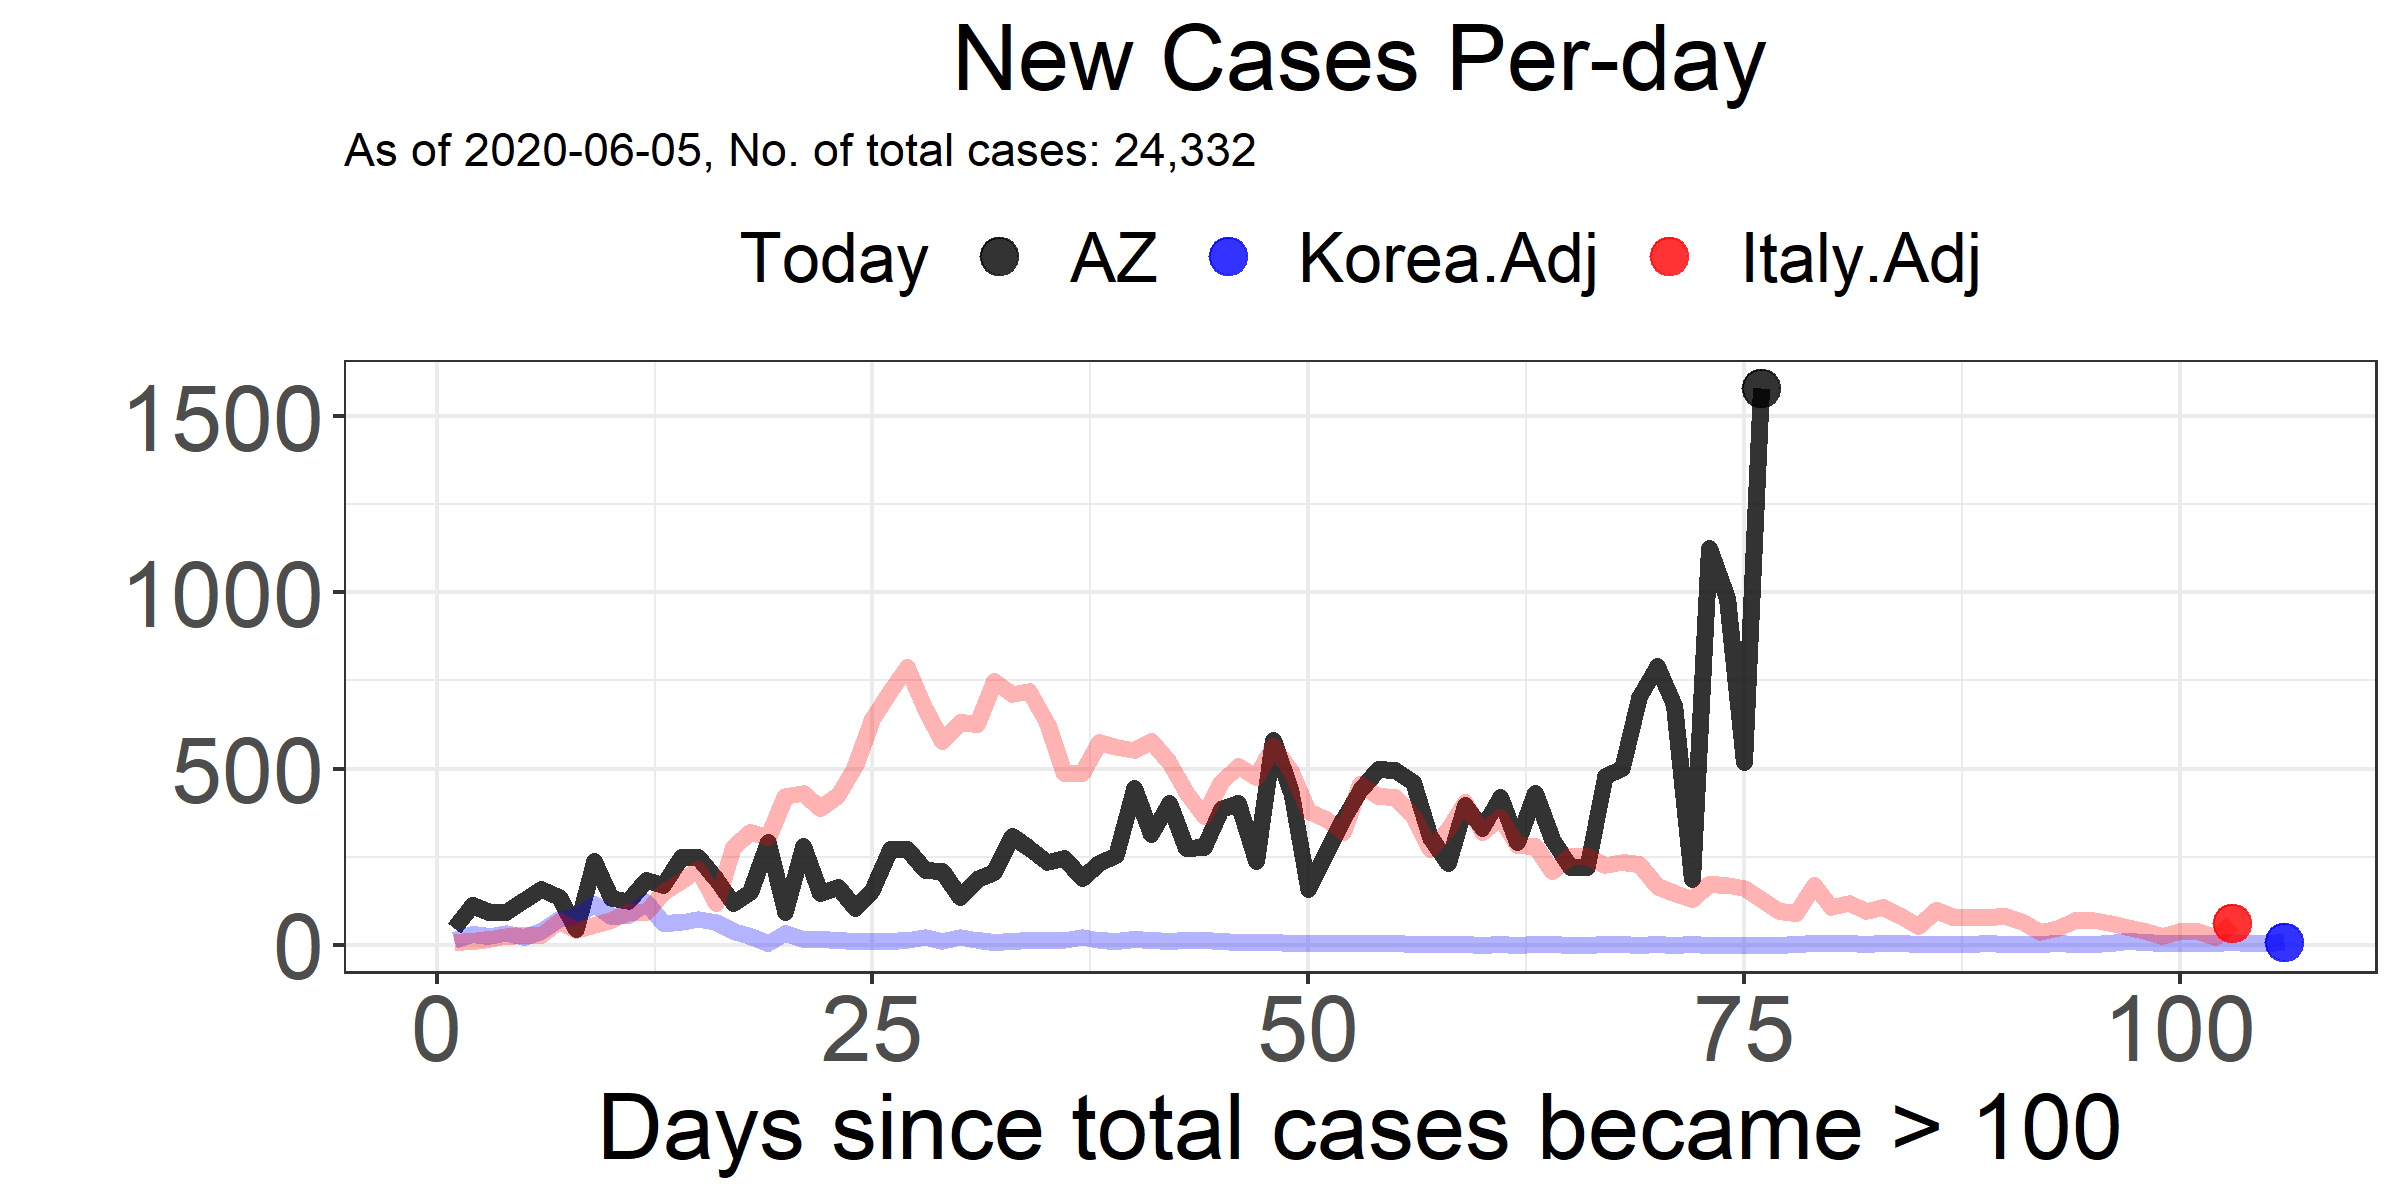 New Cases Per-day
As of 2020-06-05, No. of total cases: 24,332
Today AZ Korea.Adj Italy.Adj
1500
1000
500
0
0 25 50 75 100
Days since total cases became > 100